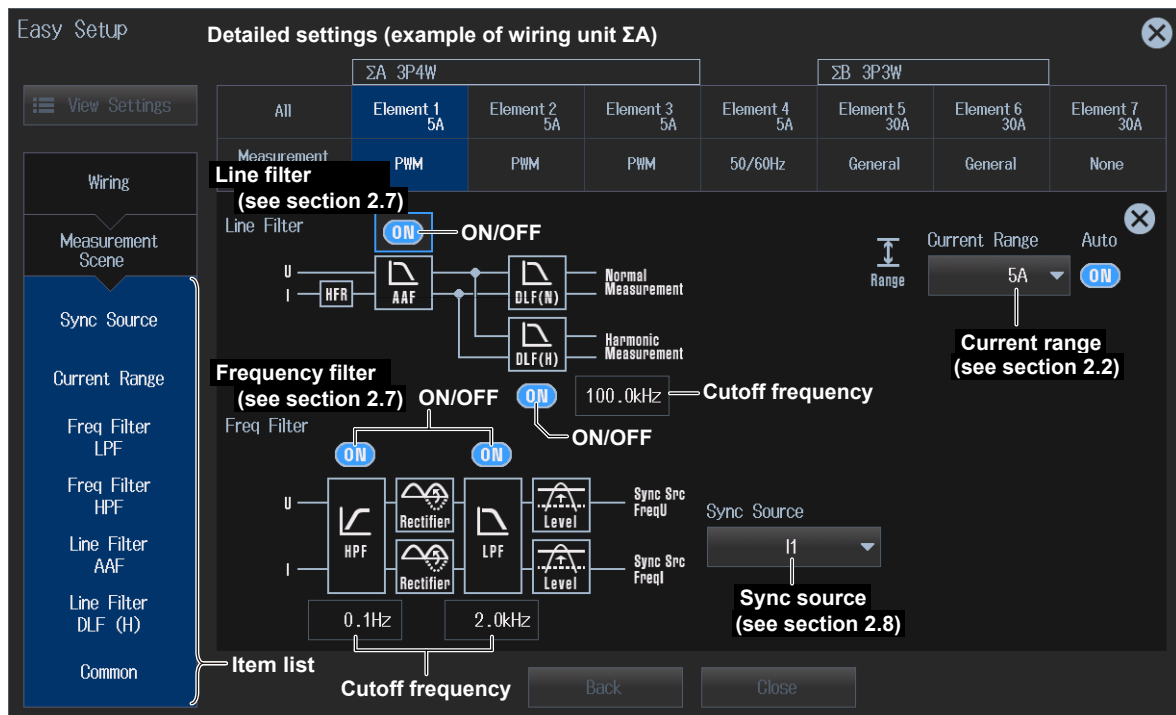 Easy Setup
Detailed settings (example of wiring unit ΣA)
ΣA 3P4W
ΣB 3P3W
View Settings
All
Element 1
5A
Element 2
5A
Element 3
5A
Element 4
5A
Element 5
30A
Element 6
30A
Element 7
30A
Measurement
PWM
PWM
PWM
50/60Hz
General
General
None
Wiring
Measurement
Scene
Sync Source
Current Range
Freq Filter
LPF
Freq Filter
HPF
Line Filter
AAF
Line Filter
DLF (H)
Common
Item list
Line filter
(see section 2.7)
Line Filter
ON
ON/OFF
U
I
HFR
AAF
DLF(N)
Normal
Measurement
DLF(H)
Harmonic
Measurement
ON
100.0kHz
Cutoff frequency
ON/OFF
Range
Current Range
5A
Auto
ON
Current range
(see section 2.2)
Frequency filter
(see section 2.7)
ON/OFF
Freq Filter
ON
ON
U
I
HPF
Rectifier
Rectifier
LPF
Level
Level
Sync Src
FreqU
Sync Src
FreqI
0.1Hz
2.0kHz
Cutoff frequency
Sync Source
I1
Sync source
(see section 2.8)
Back
Close